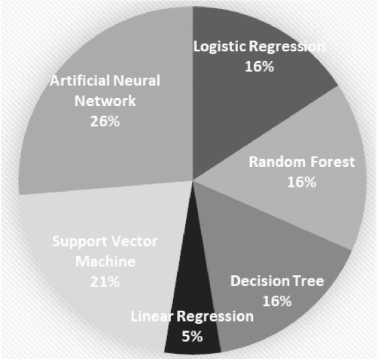 Logistic Regression
16%
Random Forest
16%
Decision Tree
16%
Linear Regression
5%
Support Vector
Machine
21%
Artificial Neural
Network
26%